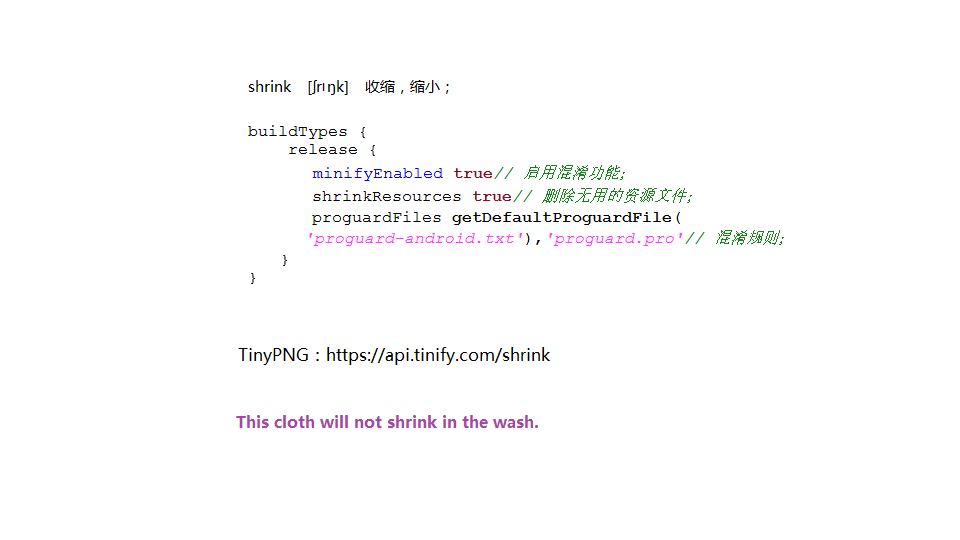 shrink [ʃrɪŋk] 收缩，缩小；
buildTypes {
release {
minifyEnabled true// 启用混淆功能;
shrinkResources true// 删除无用的资源文件;
proguardFiles getDefaultProguardFile(
'proguard-android.txt'),'proguard.pro'// 混淆规则;
}
}
TinyPNG：https://api.tinify.com/shrink
This cloth will not shrink in the wash.